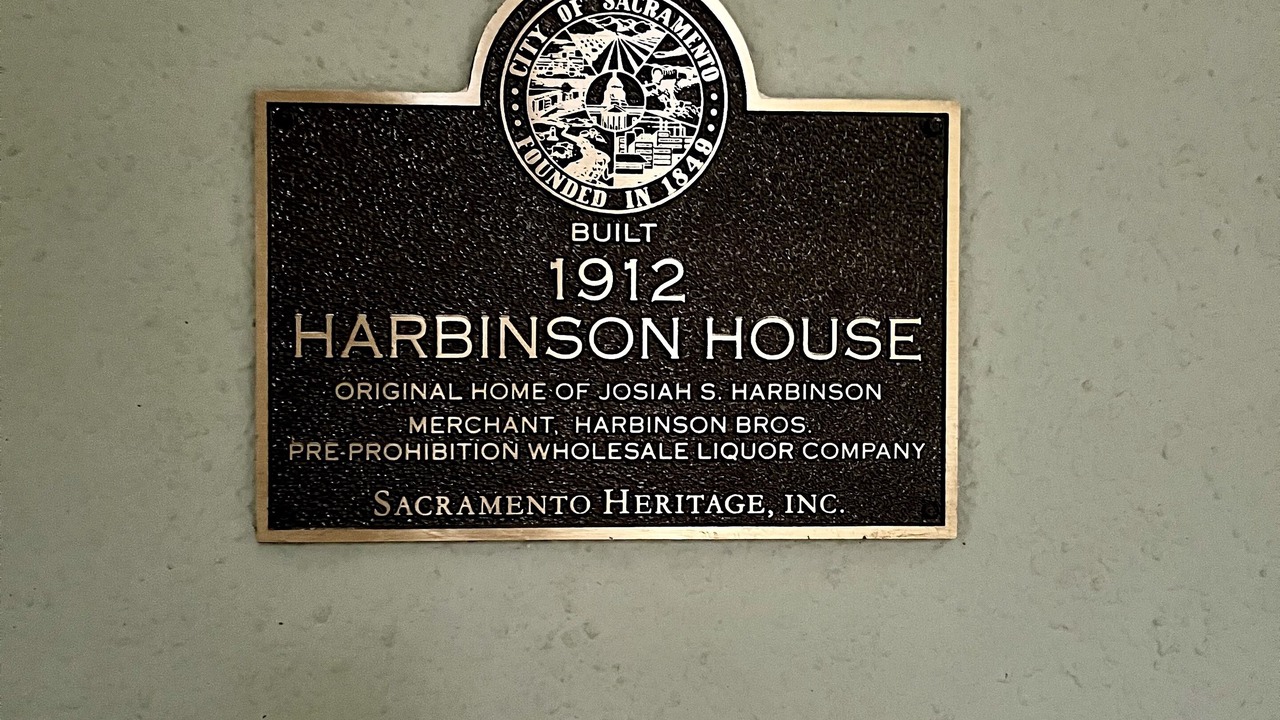 CITY OF SACRAMENTO
FOUNDED IN 1849
BUILT
1912
HARBINSON HOUSE
ORIGINAL HOME OF JOSIAH S. HARBINSON
MERCHANT, HARBINSON BROS.
PRE-PROHIBITION WHOLESALE LIQUOR COMPANY
SACRAMENTO HERITAGE, INC.